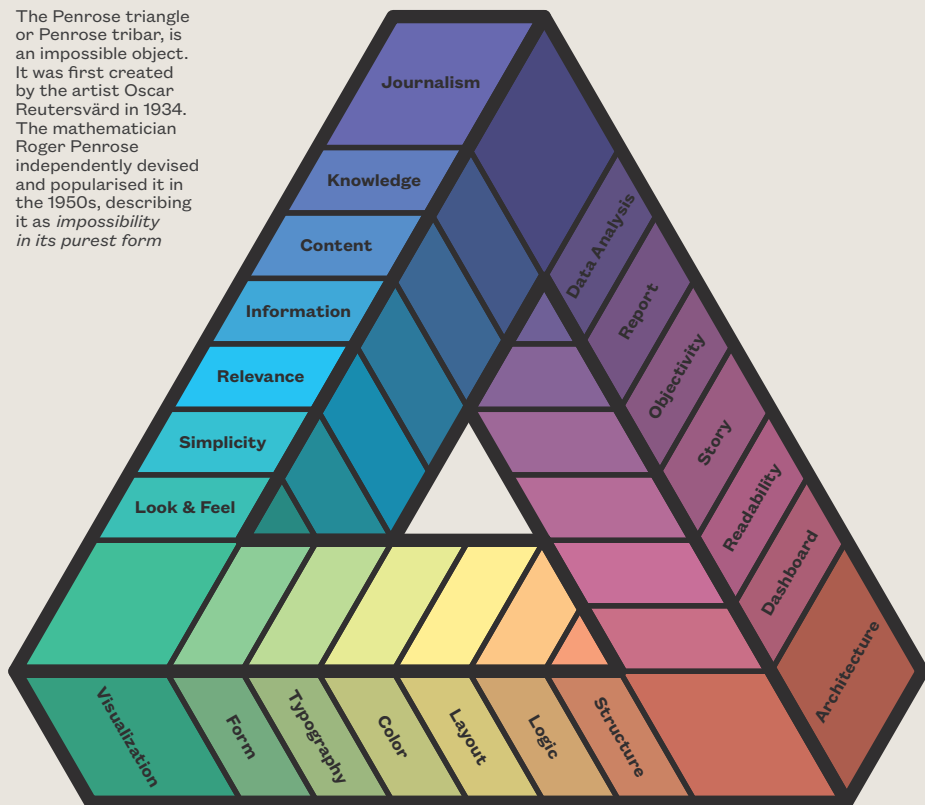 The Penrose triangle
or Penrose tribar, is
an impossible object.
It was first created
by the artist Oscar
Reutersvärd in 1934.
The mathematician
Roger Penrose
independently devised
and popularised it in
the 1950s, describing
it as impossibility
in its purest form
Journalism
Knowledge
Content
Information
Relevance
Simplicity
Look & Feel
Data Analysis
Report
Objectivity
Story
Readability
Dashboard
Architecture
Visualization
Form
Typography
Color
Layout
Logic
Structure